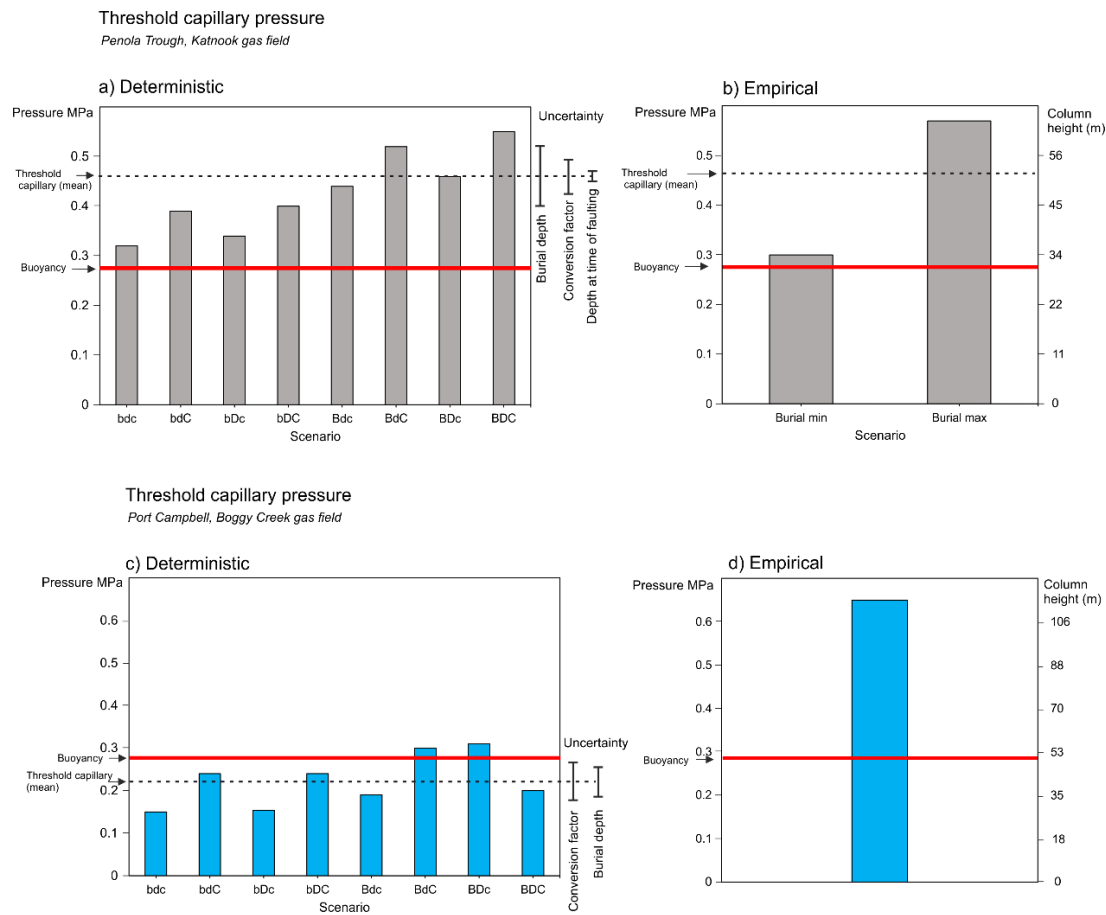 Threshold capillary pressure
Penola Trough, Katnook gas field
a) Deterministic
Pressure MPa
Uncertainty
0.5
Threshold
capillary (mean)
0.4
0.3
Buoyancy
0.2
0.1
0
bdc bdC bDc bDC Bdc BdC BDc BDC
Scenario
Burial depth
Conversion factor
Depth at time of faulting
b) Empirical
Pressure MPa
Column
height (m)
0.5
56
Threshold
capillary (mean)
0.4
45
0.3
34
Buoyancy
0.2
22
0.1
11
0
0
Burial min Burial max
Scenario
Threshold capillary pressure
Port Campbell, Boggy Creek gas field
c) Deterministic
Pressure MPa
0.6
0.5
0.4
0.3
Uncertainty
Buoyancy
Threshold capillary
(mean)
0.2
0.1
0
bdc bdC bDc bDC Bdc BdC BDc BDC
Scenario
Conversion factor
Burial depth
d) Empirical
Pressure MPa
Column
height (m)
0.6
106
0.5
88
0.4
70
0.3
53
Buoyancy
0.2
35
0.1
18
0
0